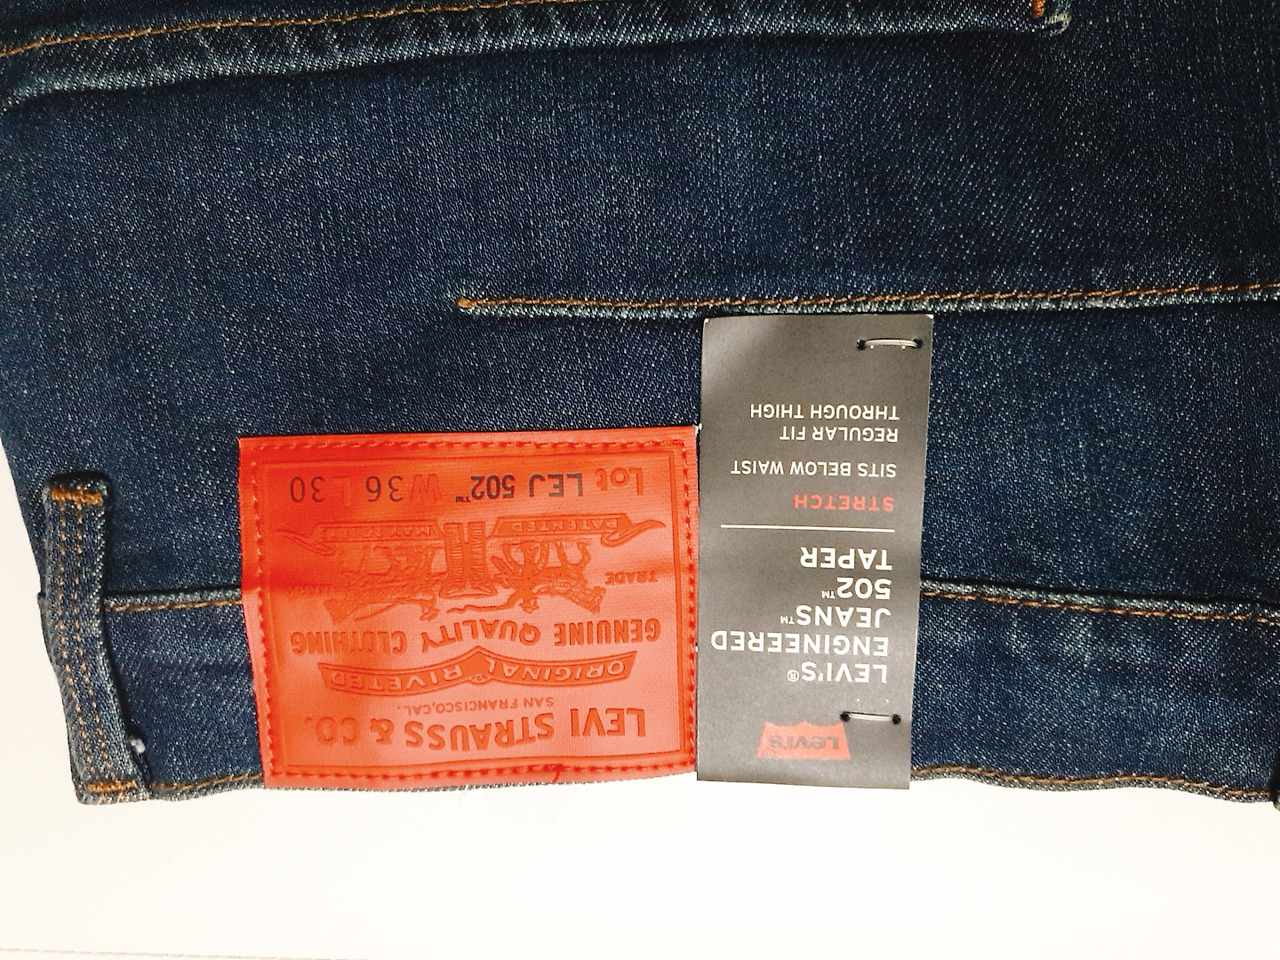 LEVI STRAUSS & CO.
SAN FRANCISCO, CAL.
ORIGINAL RIVETED
GENUINE QUALITY CLOTHING
TRADE
PATENTED
MAY 20 1873
Lot LEJ 502™ W36 L30
Levi's
LEVI'S®
ENGINEERED
JEANS™
502™
TAPER
STRETCH
SITS BELOW WAIST
REGULAR FIT
THROUGH THIGH